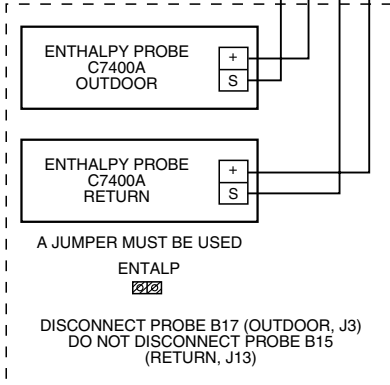 ENTHALPY PROBE
C7400A
OUTDOOR
+
S
ENTHALPY PROBE
C7400A
RETURN
+
S
A JUMPER MUST BE USED
ENTALP
DISCONNECT PROBE B17 (OUTDOOR, J3)
DO NOT DISCONNECT PROBE B15
(RETURN, J13)